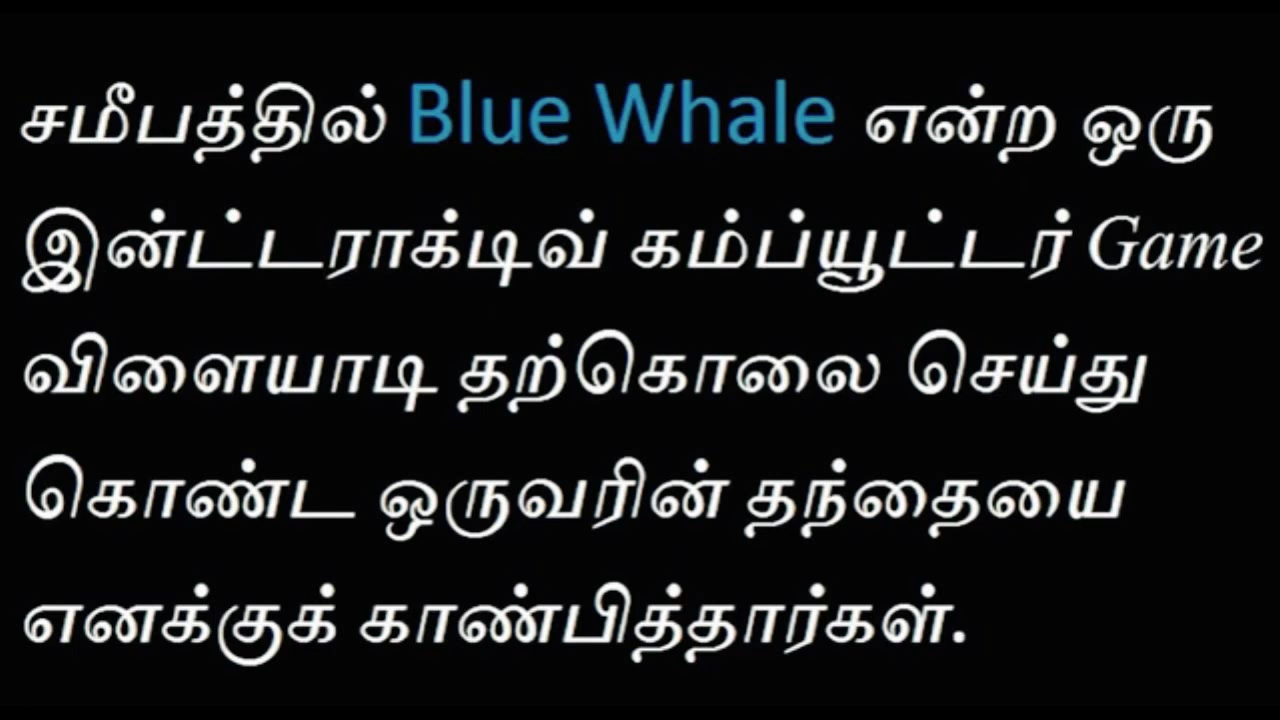 சமீபத்தில் Blue Whale என்ற ஒரு
இன்ட்டராக்டிவ் கம்ப்யூட்டர் Game
விளையாடி தற்கொலை செய்து
கொண்ட ஒருவரின் தந்தையை
எனக்குக் காண்பித்தார்கள்.